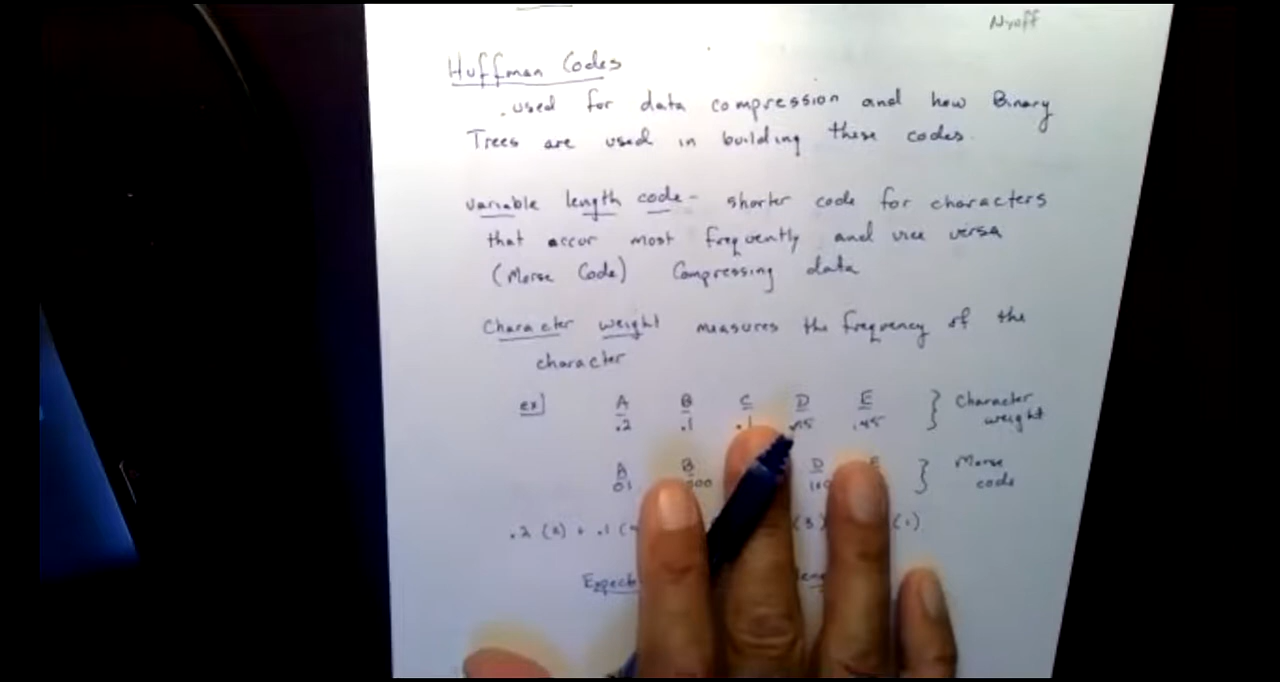 Nyoff
Huffman Codes
. used for data compression and how Binary
Trees are used in building these codes.
variable length code - shorter code for characters
that occur most frequently and vice versa
(Morse Code) Compressing data
Character weight measures the frequency of the
character
ex] A B C D E } Character
.2 .1 .1 .15 .45 weight
A B D E } Morse
01 000 10 code
.2 (2) + .1 ( (3) (1)